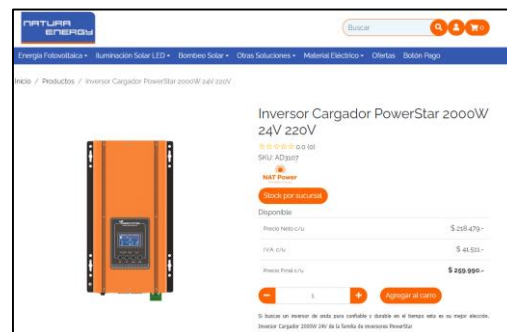 NATURA
ENERGY
Buscar
0
Energía Fotovoltaica Iluminación Solar LED Bombeo Solar Otras Soluciones Material Eléctrico Ofertas Botón Pago
Inicio / Productos / Inversor Cargador PowerStar 2000W 24V 220V
Inversor Cargador PowerStar 2000W
24V 220V
0.0 (0)
SKU: AD3107
NAT Power
Stock por sucursal
Disponible
Precio Neto c/u $ 218.479.-
I.V.A. c/u $ 41.511.-
Precio Final c/u $ 259.990.-
- 1 + Agregar al carro
Si buscas un inversor de onda pura confiable y durable en el tiempo esta es su mejor elección.
Inversor Cargador 2000W 24V de la familia de inversores PowerStar